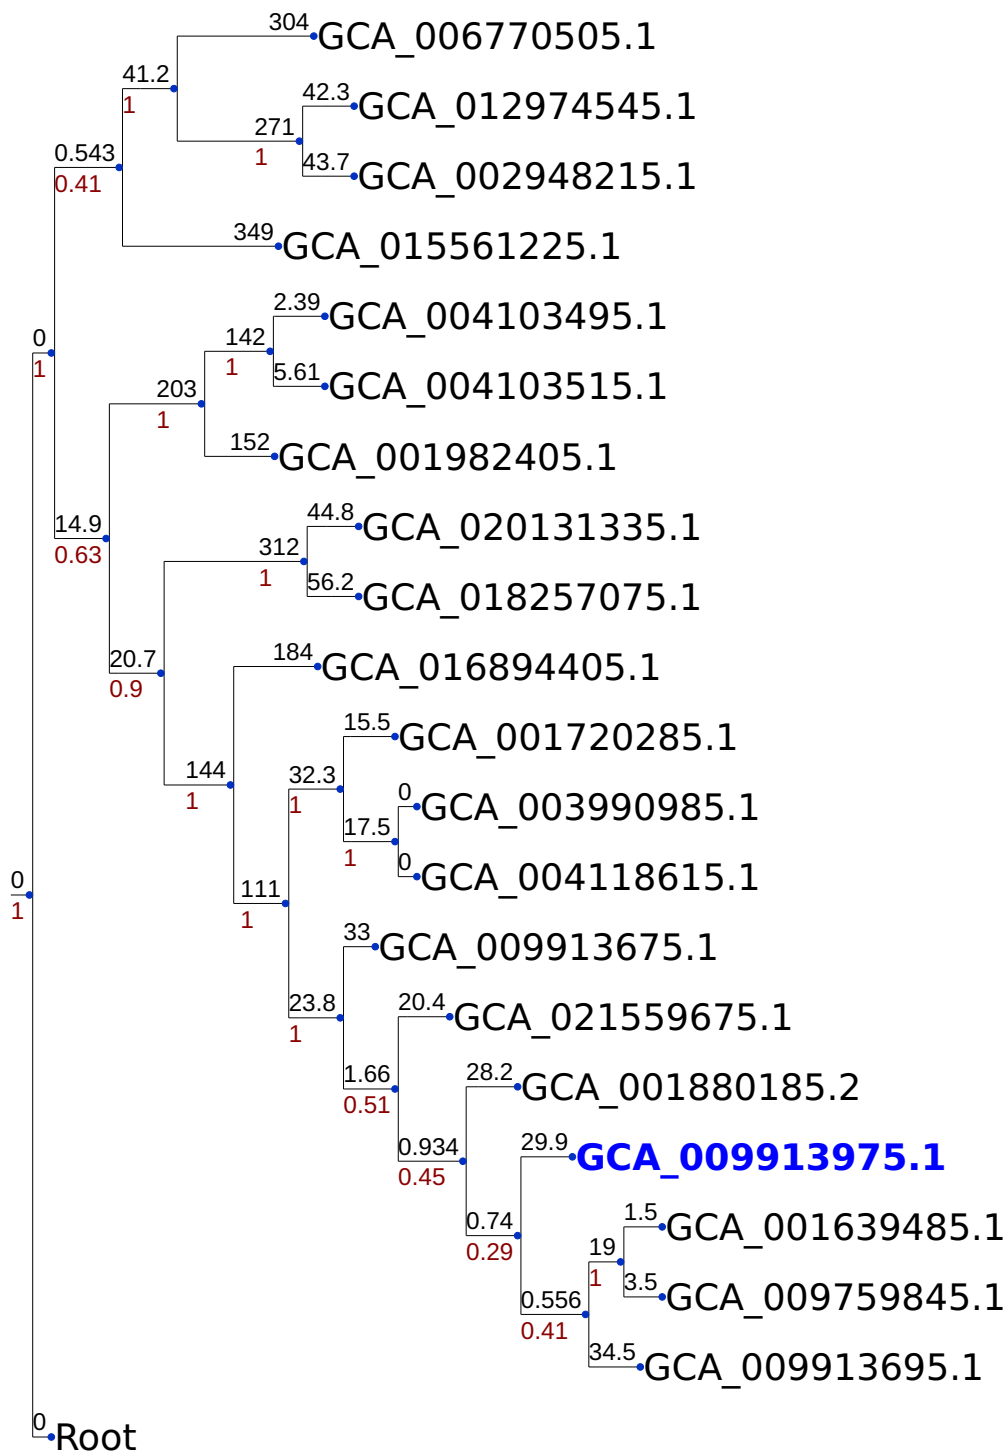 304
GCA_006770505.1
41.2
1
42.3
GCA_012974545.1
271
1
43.7
GCA_002948215.1
0.543
0.41
349
GCA_015561225.1
2.39
GCA_004103495.1
0
1
142
1
5.61
GCA_004103515.1
203
1
152
GCA_001982405.1
14.9
0.63
44.8
GCA_020131335.1
312
1
56.2
GCA_018257075.1
20.7
0.9
184
GCA_016894405.1
15.5
GCA_001720285.1
144
1
32.3
1
0
GCA_003990985.1
17.5
1
0
GCA_004118615.1
0
1
111
1
33
GCA_009913675.1
23.8
1
20.4
GCA_021559675.1
1.66
0.51
28.2
GCA_001880185.2
0.934
0.45
29.9
GCA_009913975.1
0.74
0.29
1.5
GCA_001639485.1
19
1
3.5
GCA_009759845.1
0.556
0.41
34.5
GCA_009913695.1
0
Root